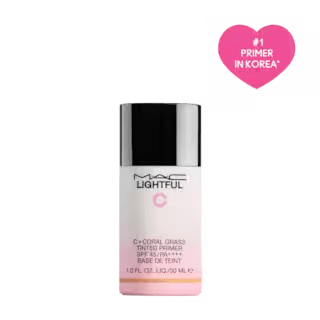 #1
PRIMER
IN KOREA*
MAC
LIGHTFUL
C
C+CORAL GRASS
TINTED PRIMER
SPF 45/PA++++
BASE DE TEINT
1.0 FL. OZ. LIQ./30 ML ℮